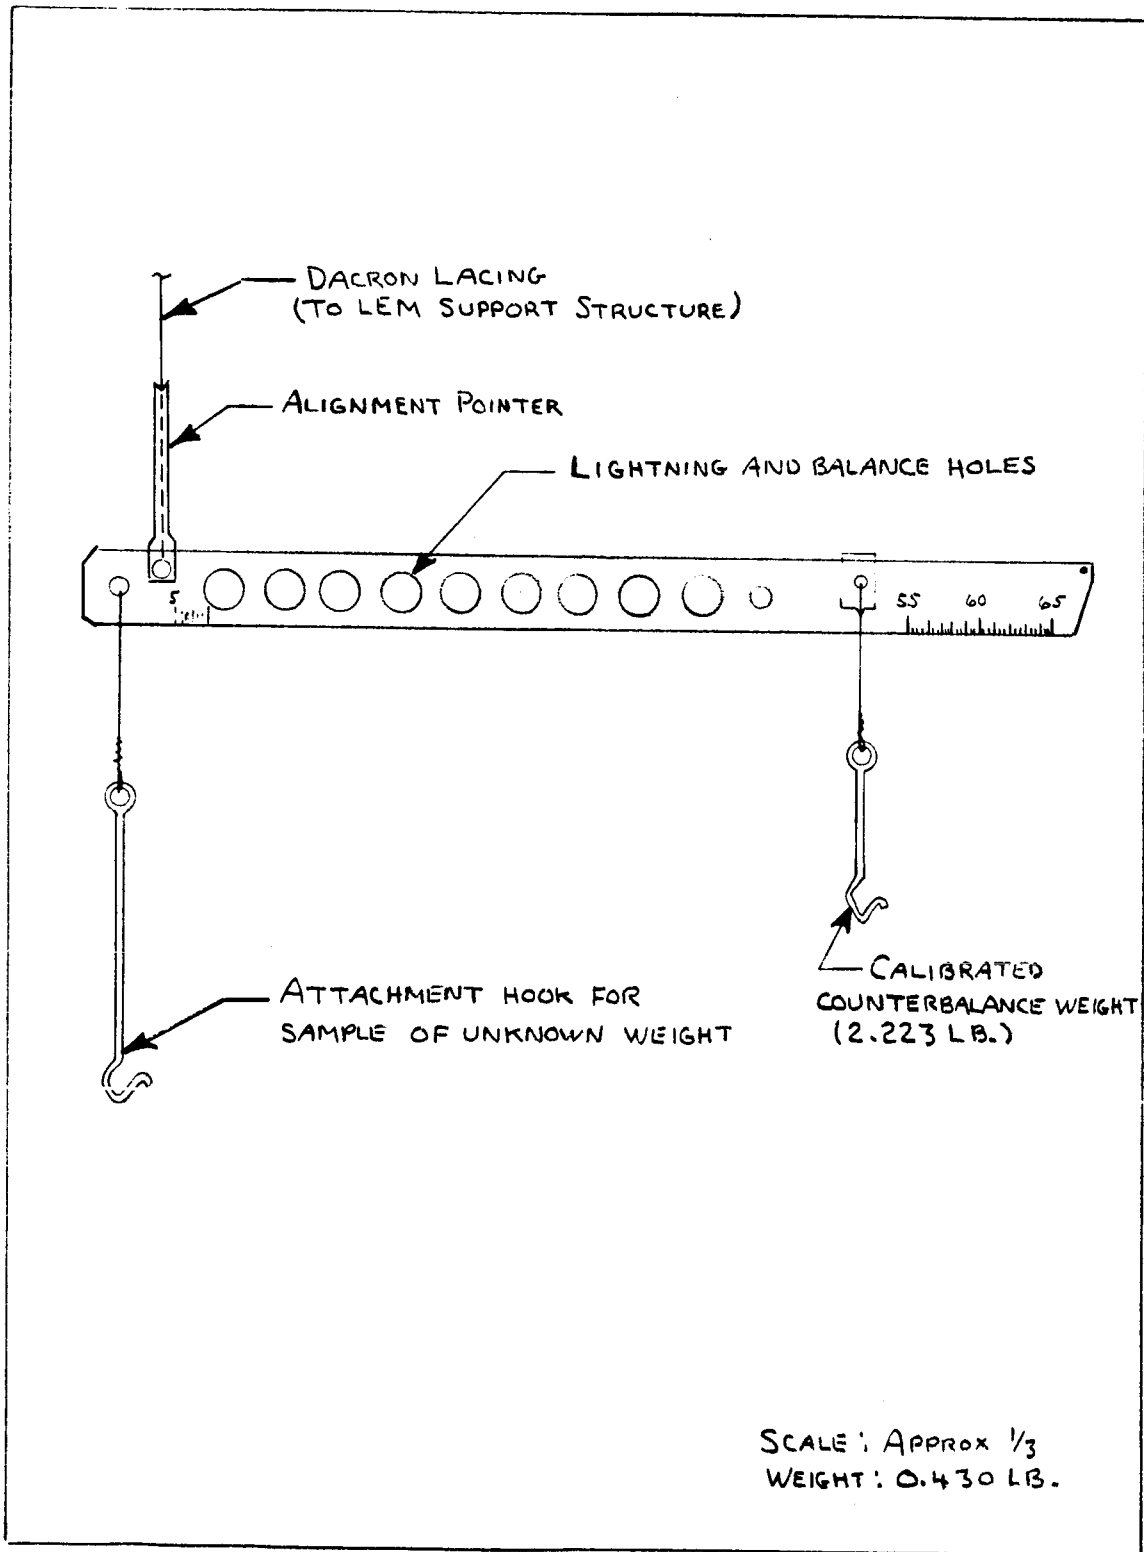 DACRON LACING
(TO LEM SUPPORT STRUCTURE)
ALIGNMENT POINTER
LIGHTNING AND BALANCE HOLES
5
55 60 65
ATTACHMENT HOOK FOR
SAMPLE OF UNKNOWN WEIGHT
CALIBRATED
COUNTERBALANCE WEIGHT
(2.223 LB.)
SCALE: APPROX 1/3
WEIGHT: 0.430 LB.